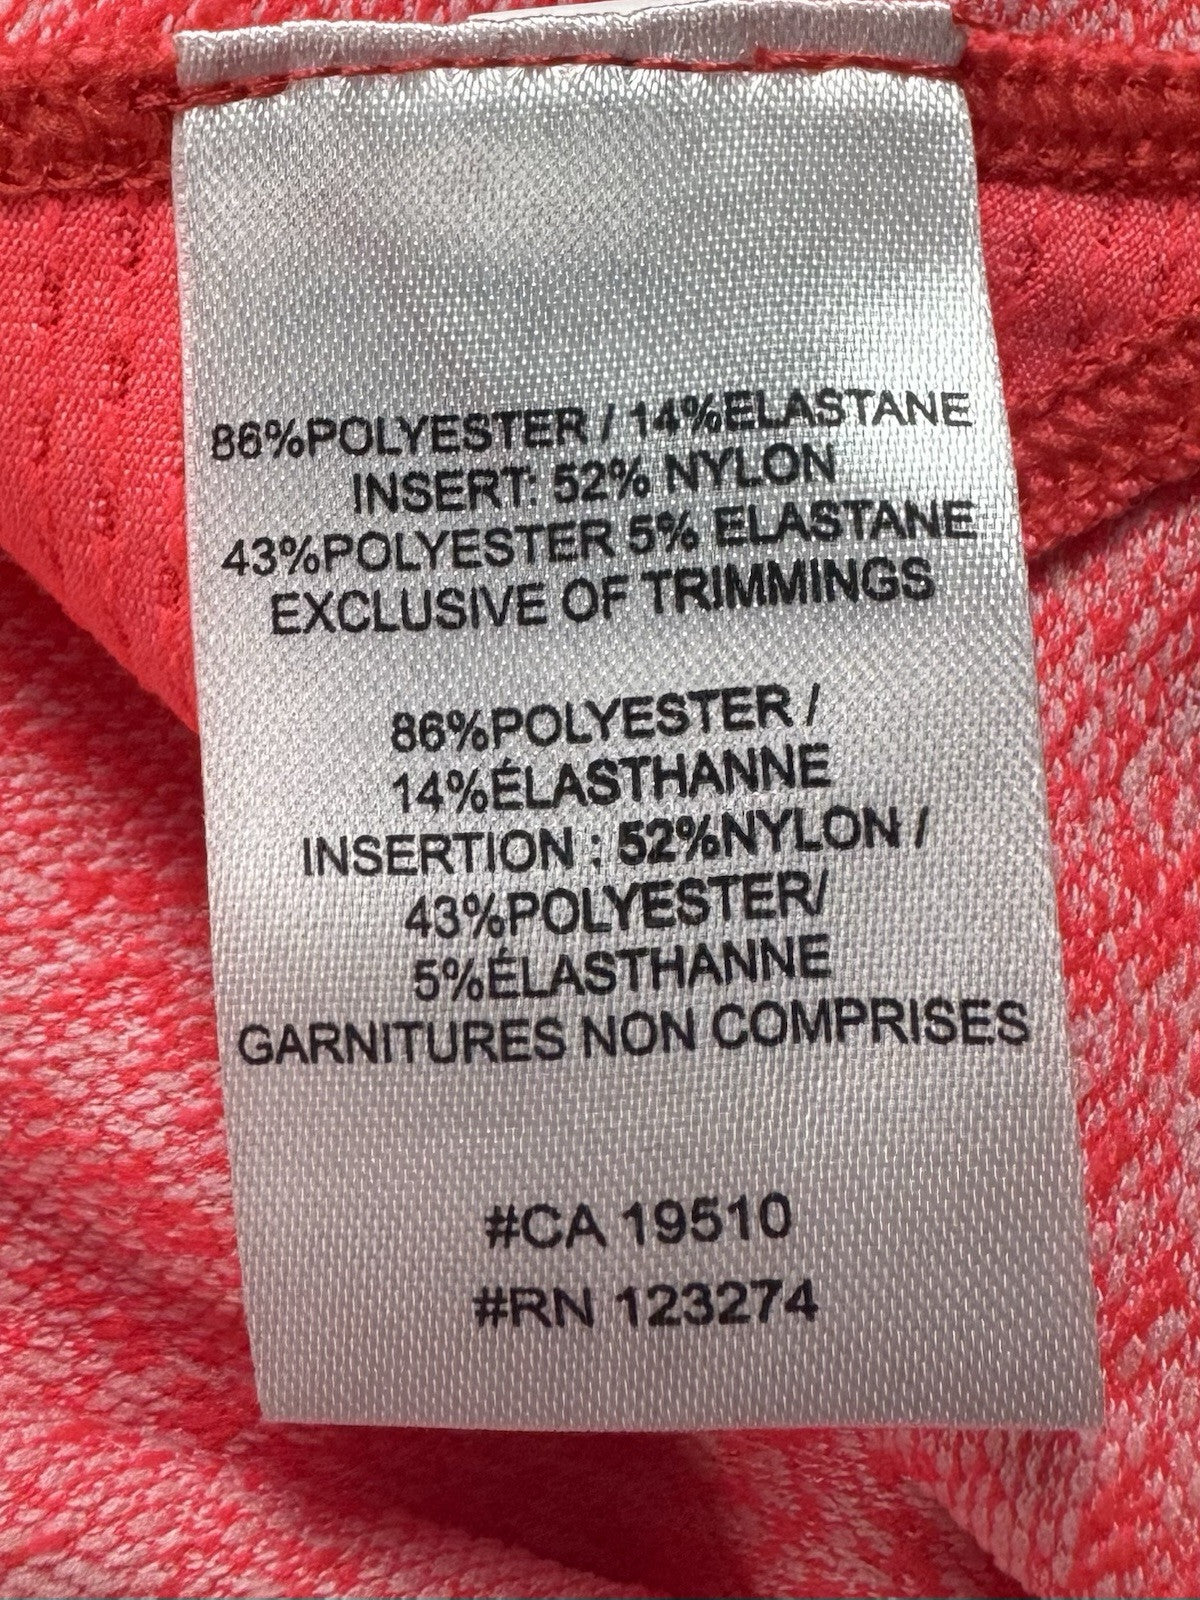 86%POLYESTER / 14%ELASTANE
INSERT: 52% NYLON
43%POLYESTER 5% ELASTANE
EXCLUSIVE OF TRIMMINGS
86%POLYESTER /
14%ÉLASTHANNE
INSERTION : 52%NYLON /
43%POLYESTER/
5%ÉLASTHANNE
GARNITURES NON COMPRISES
#CA 19510
#RN 123274